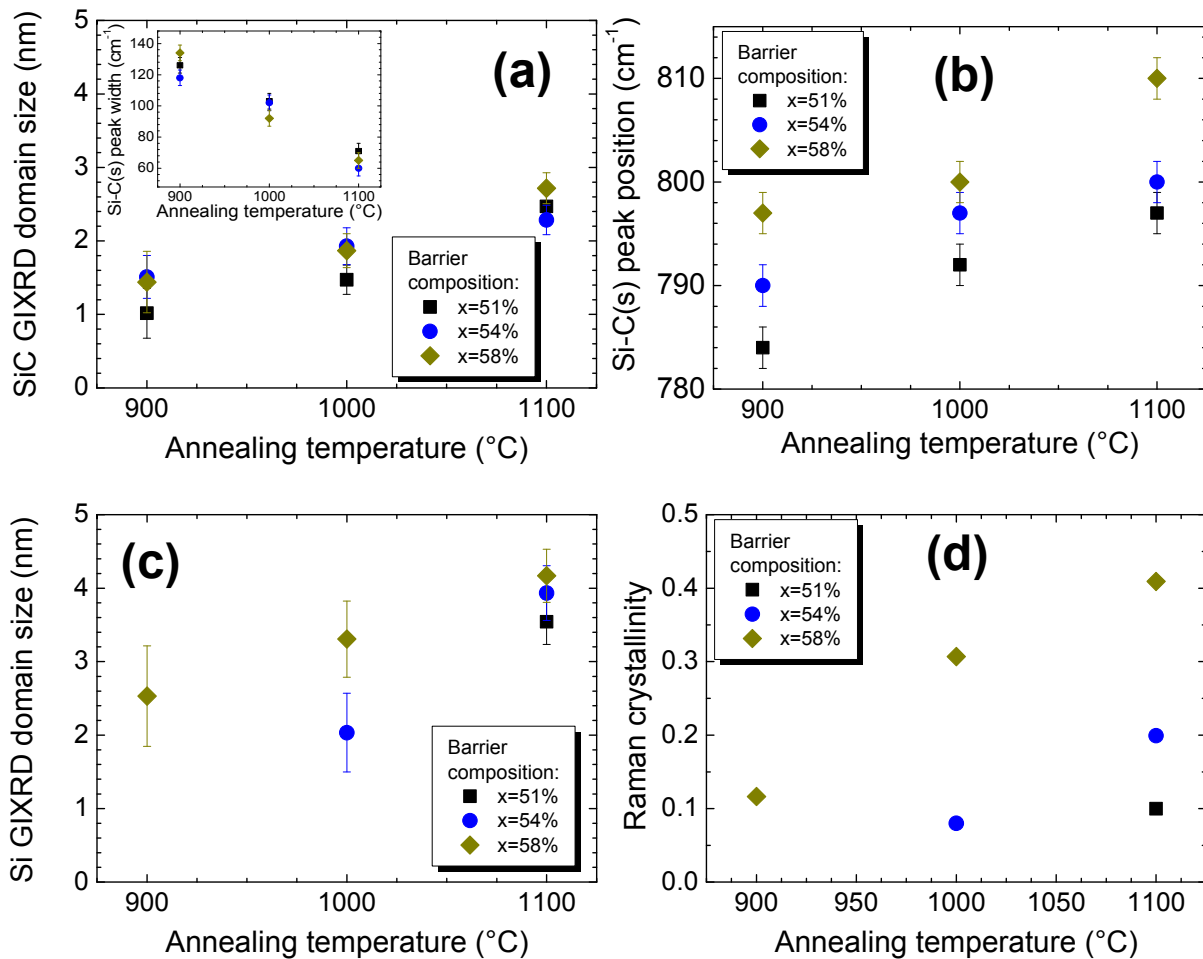 (a)
SiC GIXRD domain size (nm)
5
4
3
2
1
0
Si-C(s) peak width (cm-1)
140
120
100
80
60
900
1000
1100
Annealing temperature (°C)
Barrier
composition:
x=51%
x=54%
x=58%
900
1000
1100
Annealing temperature (°C)
(b)
Si-C(s) peak position (cm-1)
810
800
790
780
Barrier
composition:
x=51%
x=54%
x=58%
900
1000
1100
Annealing temperature (°C)
(c)
Si GIXRD domain size (nm)
5
4
3
2
1
0
Barrier
composition:
x=51%
x=54%
x=58%
900
1000
1100
Annealing temperature (°C)
(d)
Raman crystallinity
0.5
0.4
0.3
0.2
0.1
0.0
Barrier
composition:
x=51%
x=54%
x=58%
900
950
1000
1050
1100
Annealing temperature (°C)